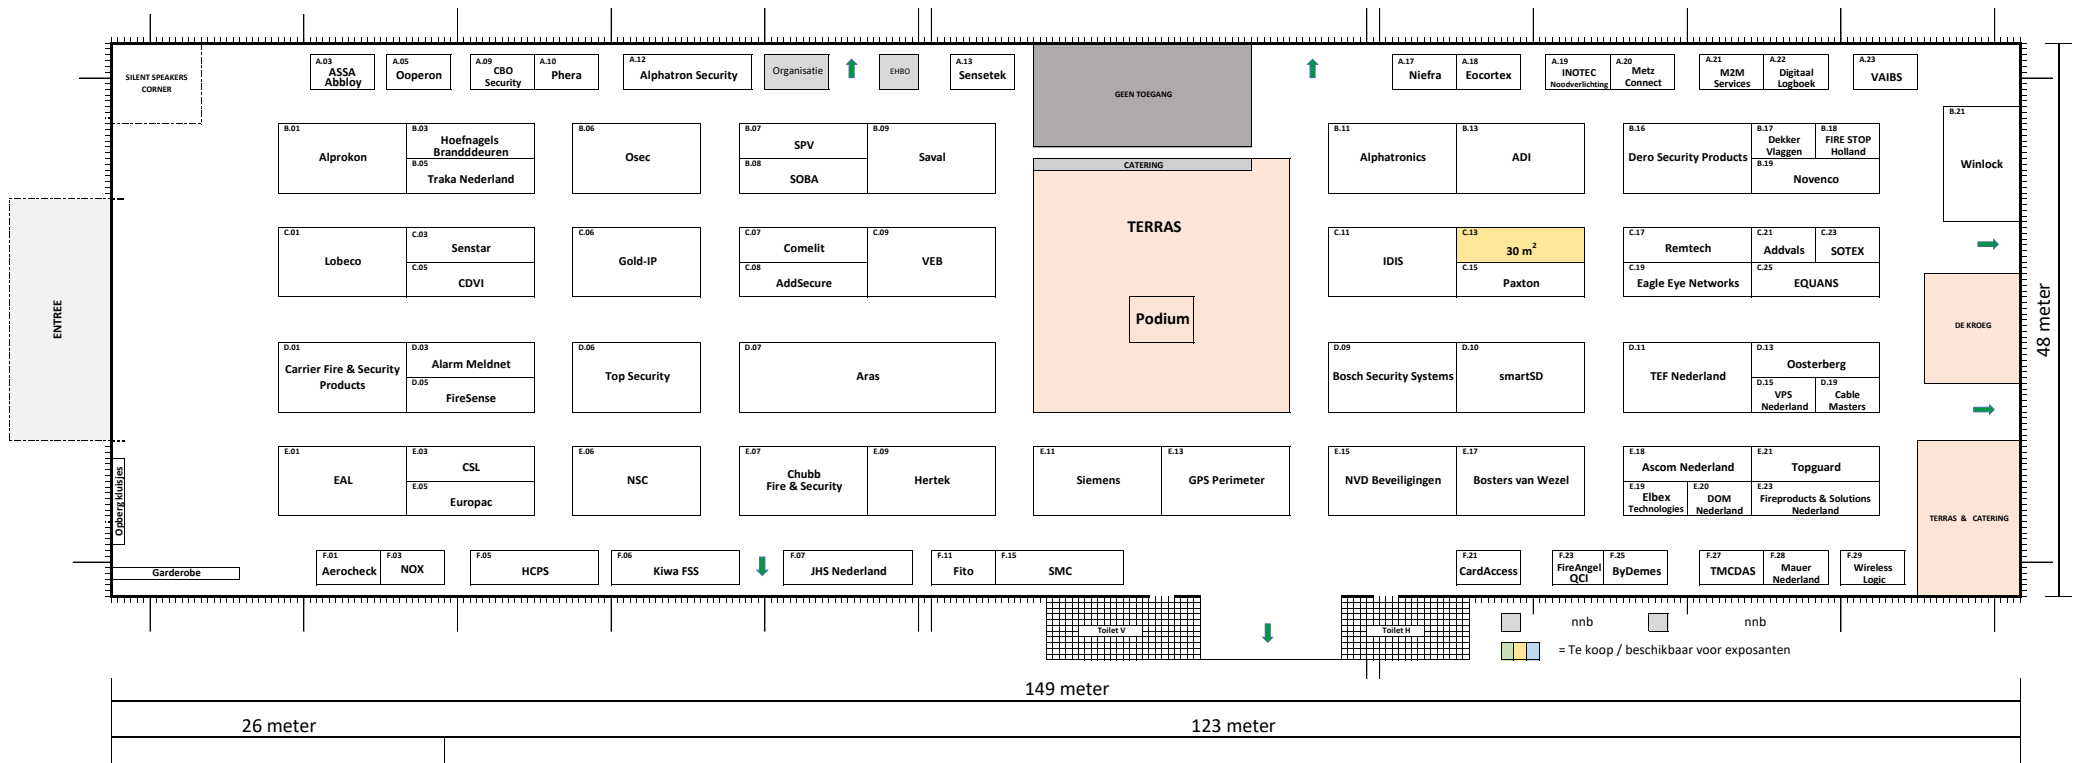 SILENT SPEAKERS
CORNER
A.03
ASSA
Abbloy
A.05
Ooperon
A.09
CBO
Security
A.10
Phera
A.12
Alphatron Security
Organisatie
EHBO
A.13
Sensetek
GEEN TOEGANG
A.17
Niefra
A.18
Eocortex
A.19
INOTEC
Noodverlichting
A.20
Metz
Connect
A.21
M2M
Services
A.22
Digitaal
Logboek
A.23
VAIBS
B.01
Alprokon
B.03
Hoefnagels
Brandddeuren
B.05
Traka Nederland
B.06
Osec
B.07
SPV
B.08
SOBA
B.09
Saval
CATERING
TERRAS
Podium
B.11
Alphatronics
B.13
ADI
B.16
Dero Security Products
B.17
Dekker
Vlaggen
B.18
FIRE STOP
Holland
B.19
Novenco
B.21
Winlock
ENTREE
C.01
Lobeco
C.03
Senstar
C.05
CDVI
C.06
Gold-IP
C.07
Comelit
C.08
AddSecure
C.09
VEB
C.11
IDIS
C.13
30 m²
C.15
Paxton
C.17
Remtech
C.19
Eagle Eye Networks
C.21
Addvals
C.23
SOTEX
C.25
EQUANS
DE KROEG
48 meter
D.01
Carrier Fire & Security
Products
D.03
Alarm Meldnet
D.05
FireSense
D.06
Top Security
D.07
Aras
D.09
Bosch Security Systems
D.10
smartSD
D.11
TEF Nederland
D.13
Oosterberg
D.15
VPS
Nederland
D.19
Cable
Masters
E.01
EAL
E.03
CSL
E.05
Europac
E.06
NSC
E.07
Chubb
Fire & Security
E.09
Hertek
E.11
Siemens
E.13
GPS Perimeter
E.15
NVD Beveiligingen
E.17
Bosters van Wezel
E.18
Ascom Nederland
E.19
Elbex
Technologies
E.20
DOM
Nederland
E.21
Topguard
E.23
Fireproducts & Solutions
Nederland
TERRAS & CATERING
Opberg kluisjes
Garderobe
F.01
Aerocheck
F.03
NOX
F.05
HCPS
F.06
Kiwa FSS
F.07
JHS Nederland
F.11
Fito
F.15
SMC
F.21
CardAccess
F.23
FireAngel
QCI
F.25
ByDemes
F.27
TMCDAS
F.28
Mauer
Nederland
F.29
Wireless
Logic
Toilet V
Toilet H
nnb
nnb
= Te koop / beschikbaar voor exposanten
149 meter
26 meter
123 meter